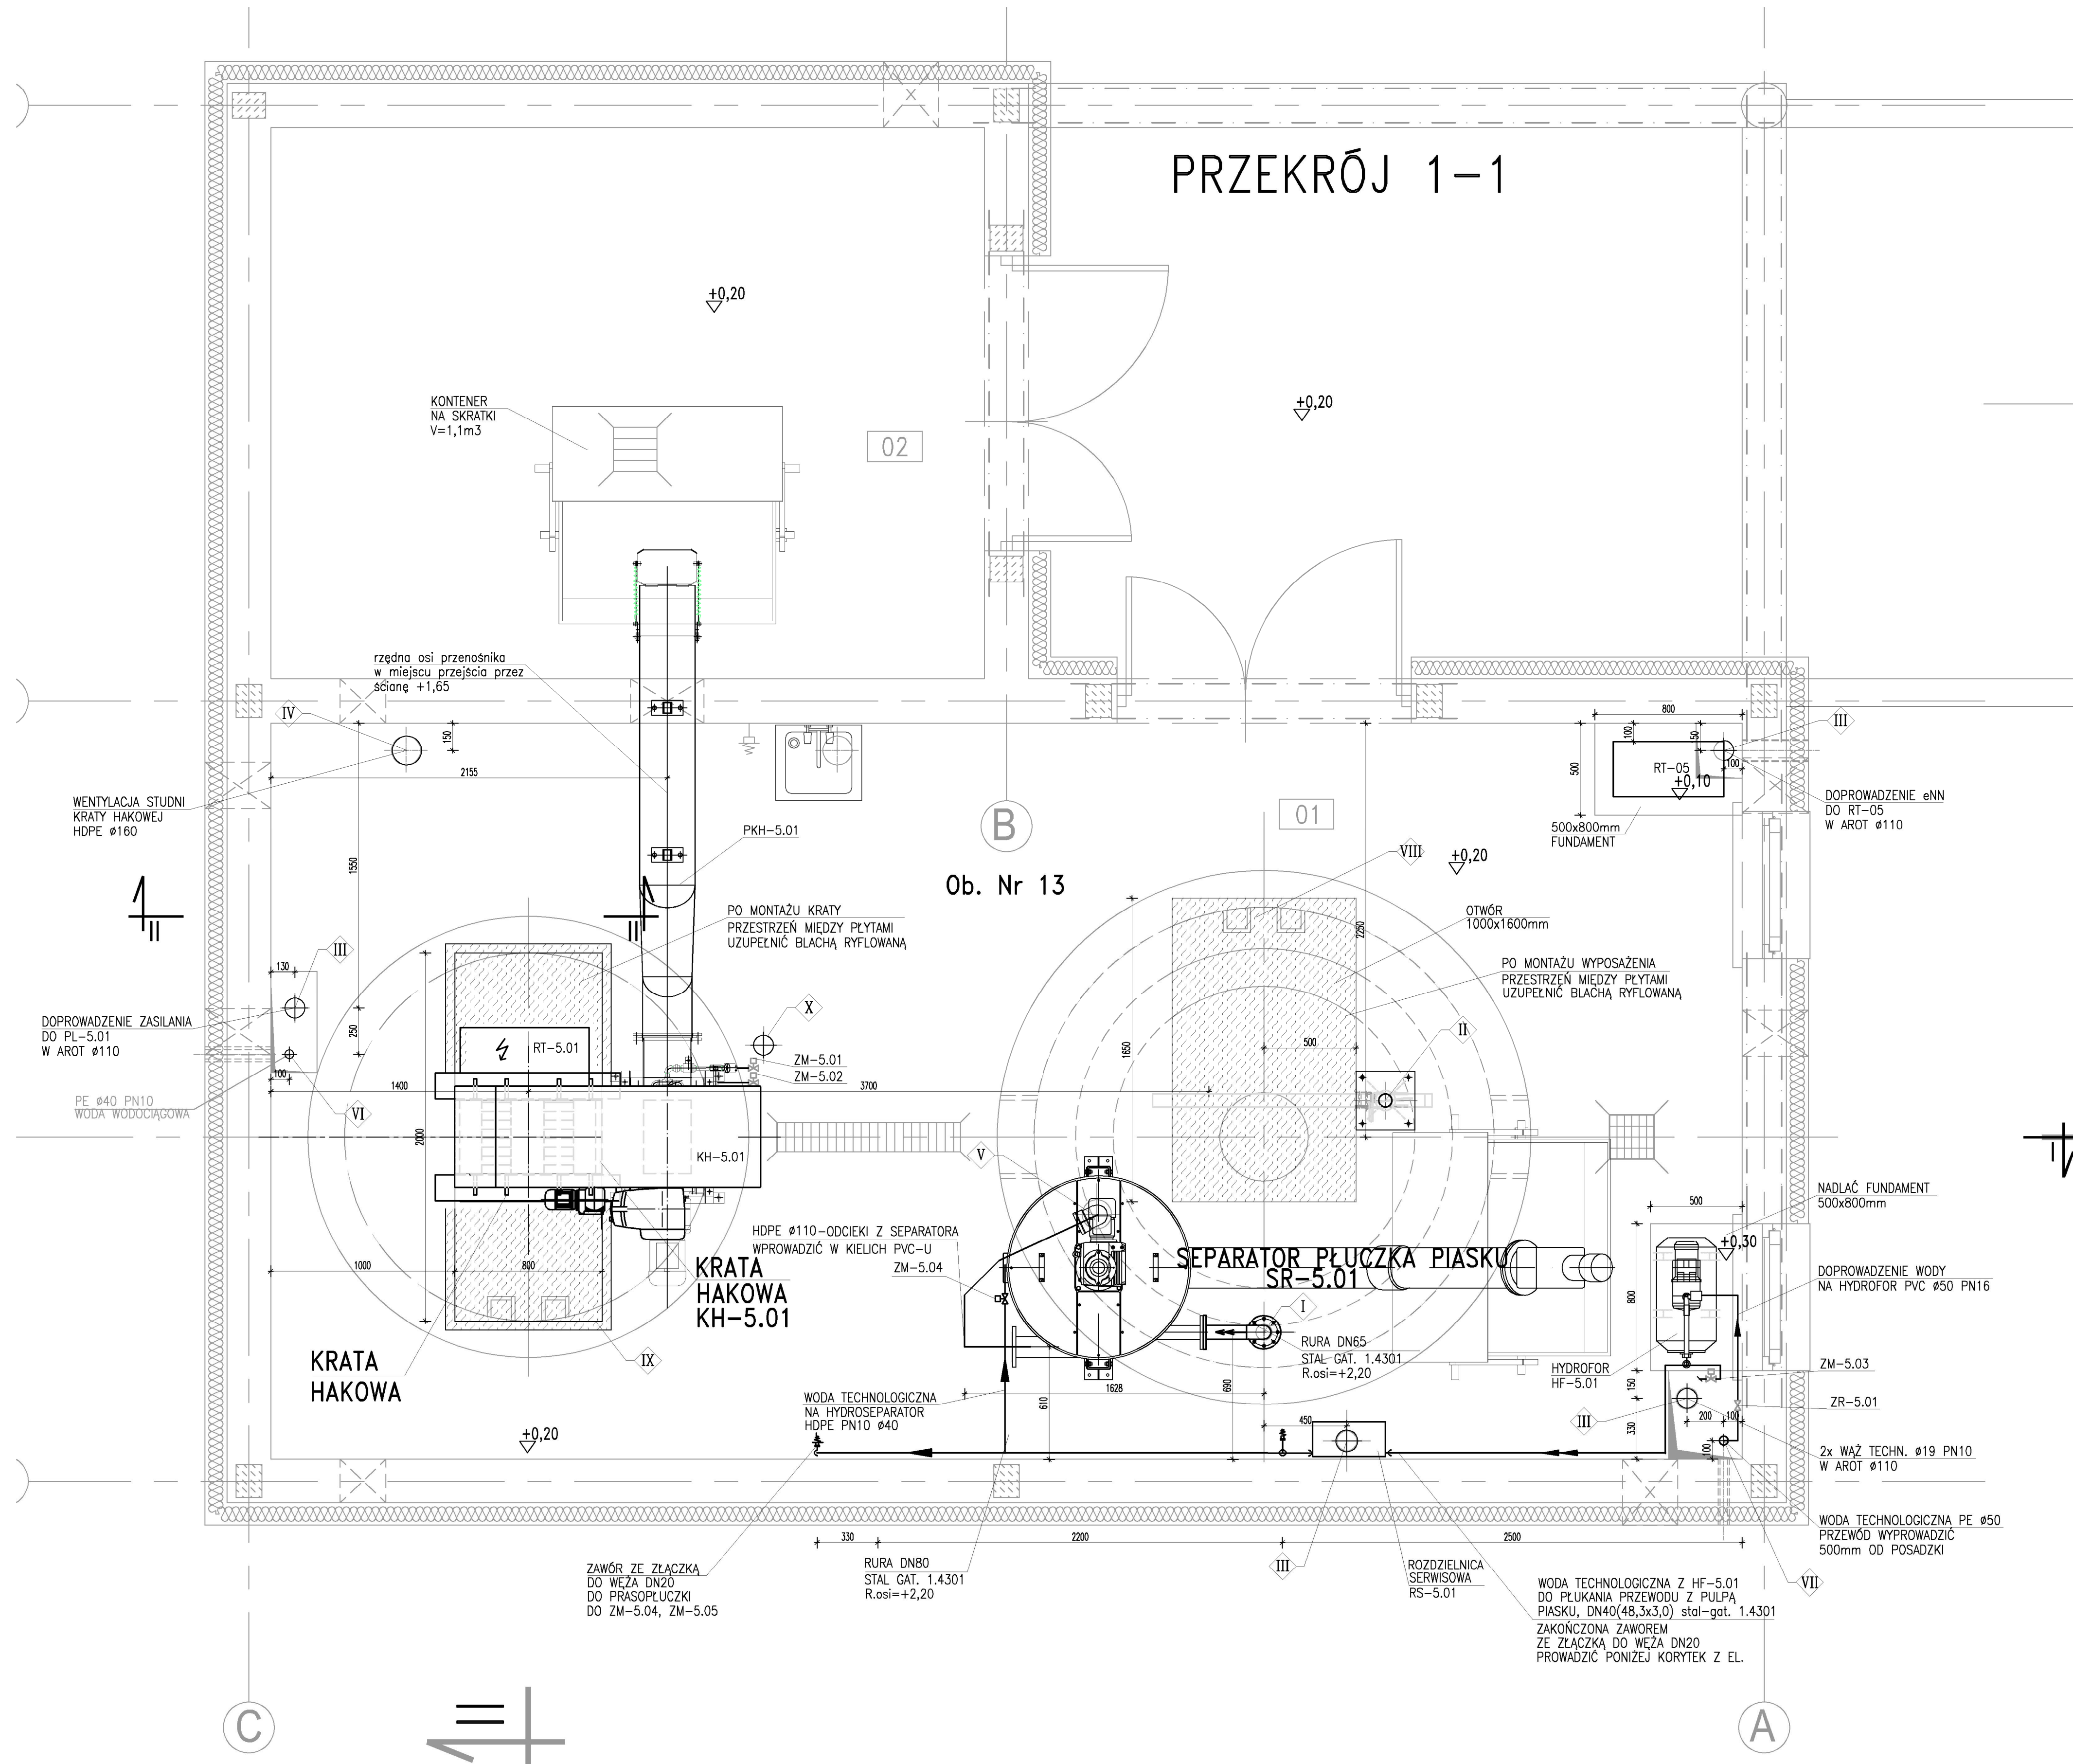 PRZEKRÓJ 1-1
+0,20
+0,20
KONTENER
NA SKRATKI
V=1,1m3
02
rzędna osi przenośnika
w miejscu przejścia przez
ścianę +1,65
IV
150
2155
WENTYLACJA STUDNI
KRATY HAKOWEJ
HDPE ø160
1550
PKH-5.01
B
01
Ob. Nr 13
800
100
50
500
100
RT-05
+0,10
III
500x800mm
FUNDAMENT
DOPROWADZENIE eNN
DO RT-05
W AROT ø110
VIII
+0,20
2250
II
II
PO MONTAŻU KRATY
PRZESTRZEŃ MIĘDZY PŁYTAMI
UZUPEŁNIĆ BLACHĄ RYFLOWANĄ
OTWÓR
1000x1600mm
PO MONTAŻU WYPOSAŻENIA
PRZESTRZEŃ MIĘDZY PŁYTAMI
UZUPEŁNIĆ BLACHĄ RYFLOWANĄ
III
130
250
100
DOPROWADZENIE ZASILANIA
DO PL-5.01
W AROT ø110
PE ø40 PN10
WODA WODOCIĄGOWA
VI
X
II
RT-5.01
ZM-5.01
ZM-5.02
1650
500
1400
3700
2000
KH-5.01
V
I
NADLAĆ FUNDAMENT
500x800mm
500
HDPE ø110-ODCIEKI Z SEPARATORA
WPROWADZIĆ W KIELICH PVC-U
ZM-5.04
SEPARATOR PŁUCZKA PIASKU
SR-5.01
+0,30
DOPROWADZENIE WODY
NA HYDROFOR PVC ø50 PN16
1000
800
KRATA
HAKOWA
KH-5.01
800
I
RURA DN65
STAL GAT. 1.4301
R.osi=+2,20
KRATA
HAKOWA
IX
HYDROFOR
HF-5.01
ZM-5.03
1628
690
610
150
WODA TECHNOLOGICZNA
NA HYDROSEPARATOR
HDPE PN10 ø40
III
ZR-5.01
450
330
200
100
100
+0,20
2x WĄŻ TECHN. ø19 PN10
W AROT ø110
WODA TECHNOLOGICZNA PE ø50
PRZEWÓD WYPROWADZIĆ
500mm OD POSADZKI
330
2200
2500
ZAWÓR ZE ZŁĄCZKĄ
DO WĘŻA DN20
DO PRASOPŁUCZKI
DO ZM-5.04, ZM-5.05
RURA DN80
STAL GAT. 1.4301
R.osi=+2,20
III
ROZDZIELNICA
SERWISOWA
RS-5.01
VII
WODA TECHNOLOGICZNA Z HF-5.01
DO PŁUKANIA PRZEWODU Z PULPĄ
PIASKU, DN40(48,3x3,0) stal-gat. 1.4301
ZAKOŃCZONA ZAWOREM
ZE ZŁĄCZKĄ DO WĘŻA DN20
PROWADZIĆ PONIŻEJ KORYTEK Z EL.
C
A
II